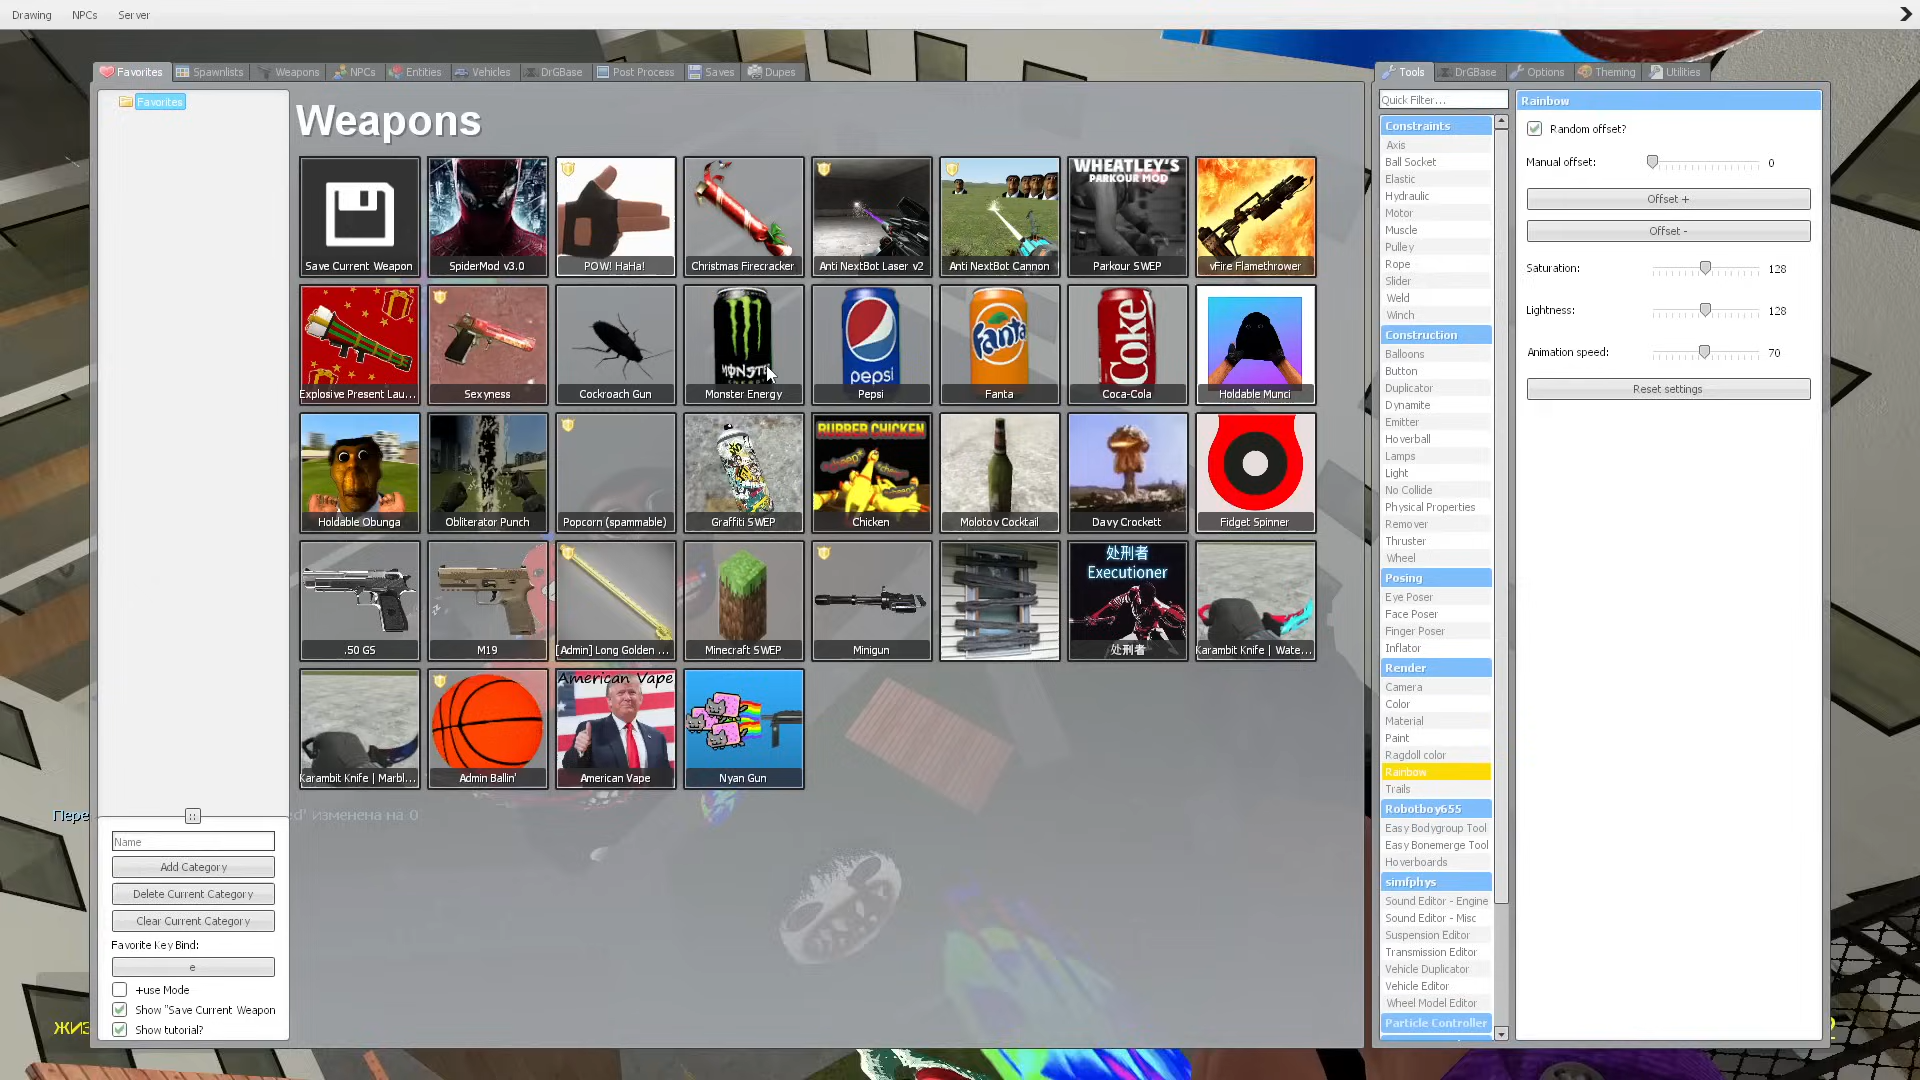 Drawing NPCs Server
Favorites Spawnlists Weapons NPCs Entities Vehicles DrGBase Post Process Saves Dupes
Favorites
Weapons
Save Current Weapon
SpiderMod v3.0
POW! HaHa!
Christmas Firecracker
Anti NextBot Laser v2
Anti NextBot Cannon
WHEATLEY'S
PARKOUR MOD
Parkour SWEP
vFire Flamethrower
Explosive Present Lau...
Sexyness
Cockroach Gun
MONSTER
Monster Energy
pepsi
Pepsi
Fanta
Fanta
Coke
Coca-Cola
Holdable Munci
Holdable Obunga
Obliterator Punch
Popcorn (spammable)
Graffiti SWEP
RUBBER CHICKEN
Chicken
Molotov Cocktail
Davy Crockett
Fidget Spinner
.50 GS
M19
[Admin] Long Golden ...
Minecraft SWEP
Minigun
处刑者
Executioner
处刑者
Karambit Knife | Wate...
Karambit Knife | Marbl...
Admin Ballin'
American Vape
American Vape
Nyan Gun
Пере
ed' изменена на 0
Name
Add Category
Delete Current Category
Clear Current Category
Favorite Key Bind:
e
+use Mode
Show "Save Current Weapon
Show tutorial?
ЖИЗ
Tools DrGBase Options Theming Utilities
Quick Filter...
Constraints
Axis
Ball Socket
Elastic
Hydraulic
Motor
Muscle
Pulley
Rope
Slider
Weld
Winch
Construction
Balloons
Button
Duplicator
Dynamite
Emitter
Hoverball
Lamps
Light
No Collide
Physical Properties
Remover
Thruster
Wheel
Posing
Eye Poser
Face Poser
Finger Poser
Inflator
Render
Camera
Color
Material
Paint
Ragdoll color
Rainbow
Trails
Robotboy655
Easy Bodygroup Tool
Easy Bonemerge Tool
Hoverboards
simfphys
Sound Editor - Engine
Sound Editor - Misc
Suspension Editor
Transmission Editor
Vehicle Duplicator
Vehicle Editor
Wheel Model Editor
Particle Controller
Rainbow
Random offset?
Manual offset: 0
Offset +
Offset -
Saturation: 128
Lightness: 128
Animation speed: 70
Reset settings